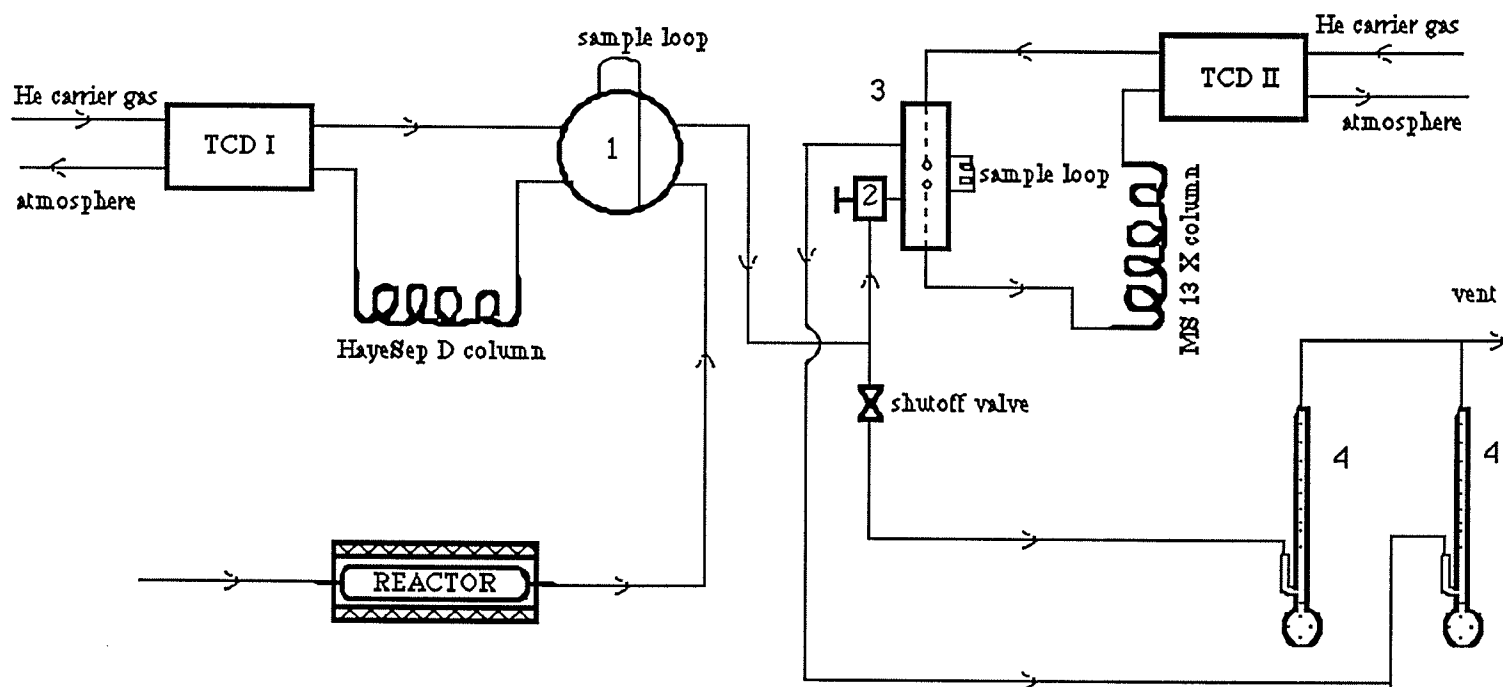 sample loop
He carrier gas
TCD I
atmosphere
1
HayeSep D column
REACTOR
He carrier gas
TCD II
atmosphere
3
2
sample loop
MS 13 X column
vent
shutoff valve
4
4